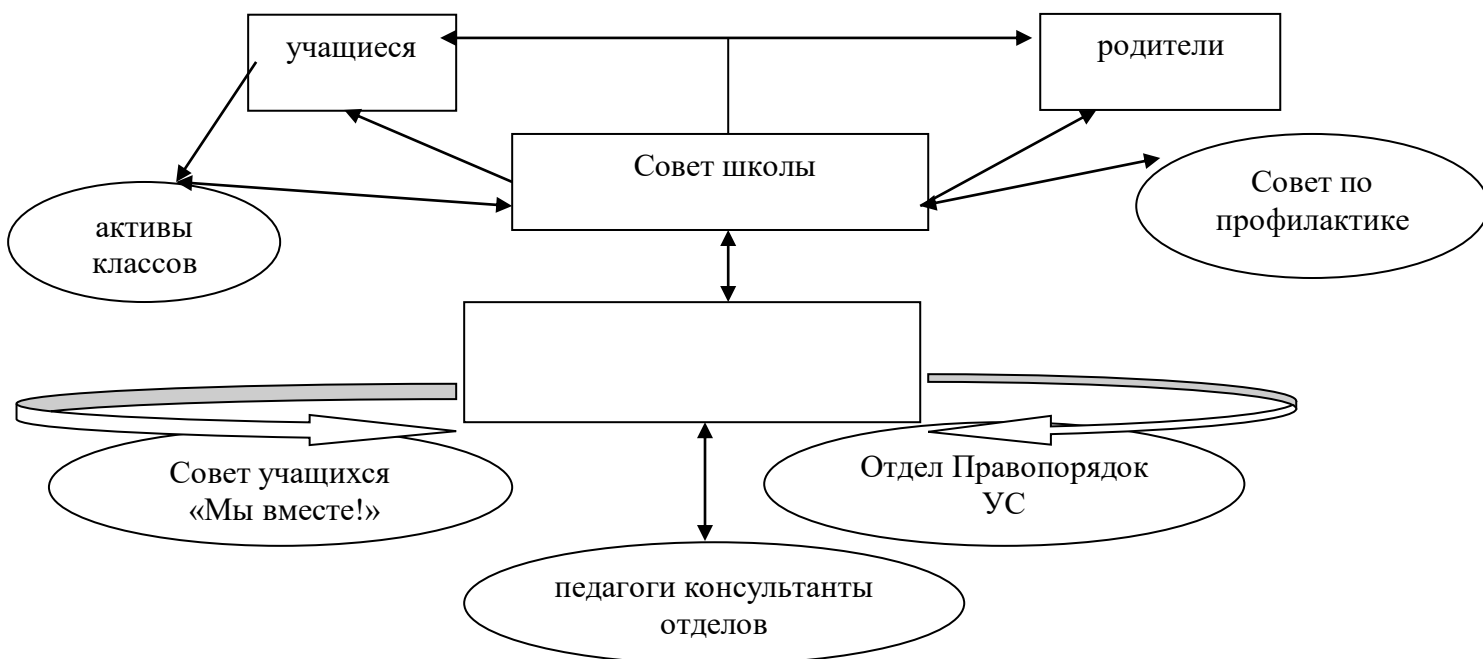 учащиеся
родители
Совет школы
Совет по
профилактике
активы
классов
Совет учащихся
«Мы вместе!»
Отдел Правопорядок
УС
педагоги консультанты
отделов